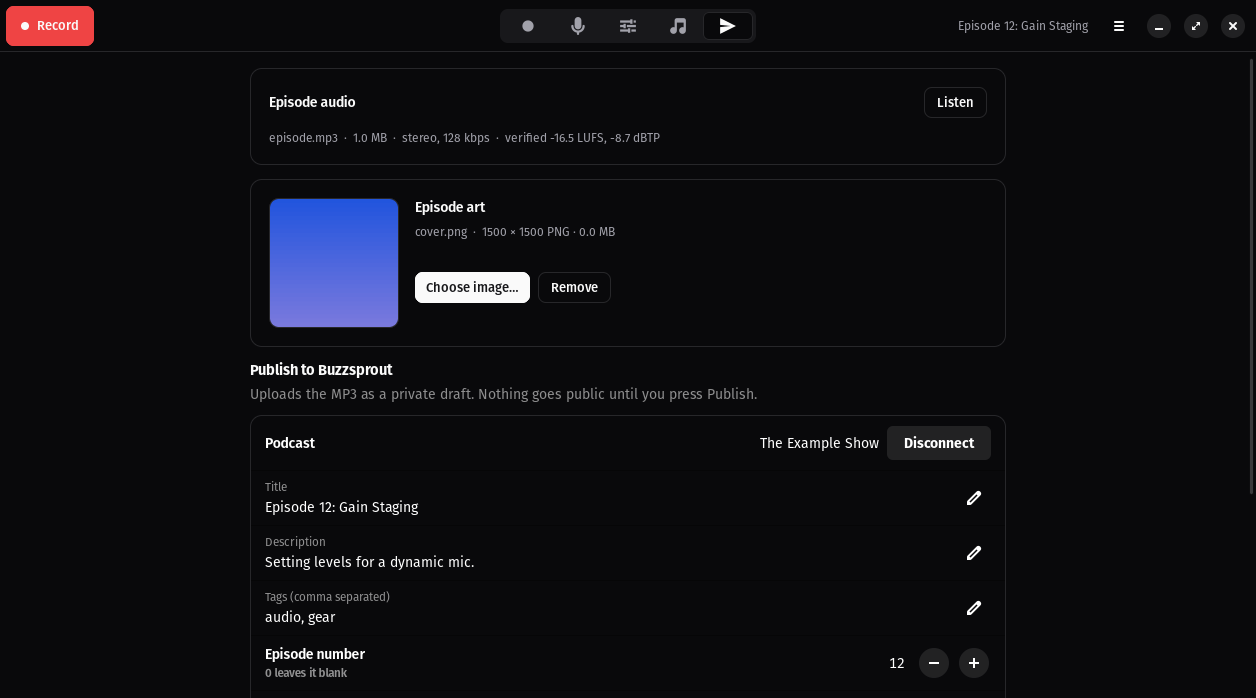 Record
Episode 12: Gain Staging
Episode audio
Listen
episode.mp3 · 1.0 MB · stereo, 128 kbps · verified -16.5 LUFS, -8.7 dBTP
Episode art
cover.png · 1500 × 1500 PNG · 0.0 MB
Choose image...
Remove
Publish to Buzzsprout
Uploads the MP3 as a private draft. Nothing goes public until you press Publish.
Podcast
The Example Show
Disconnect
Title
Episode 12: Gain Staging
Description
Setting levels for a dynamic mic.
Tags (comma separated)
audio, gear
Episode number
0 leaves it blank
12